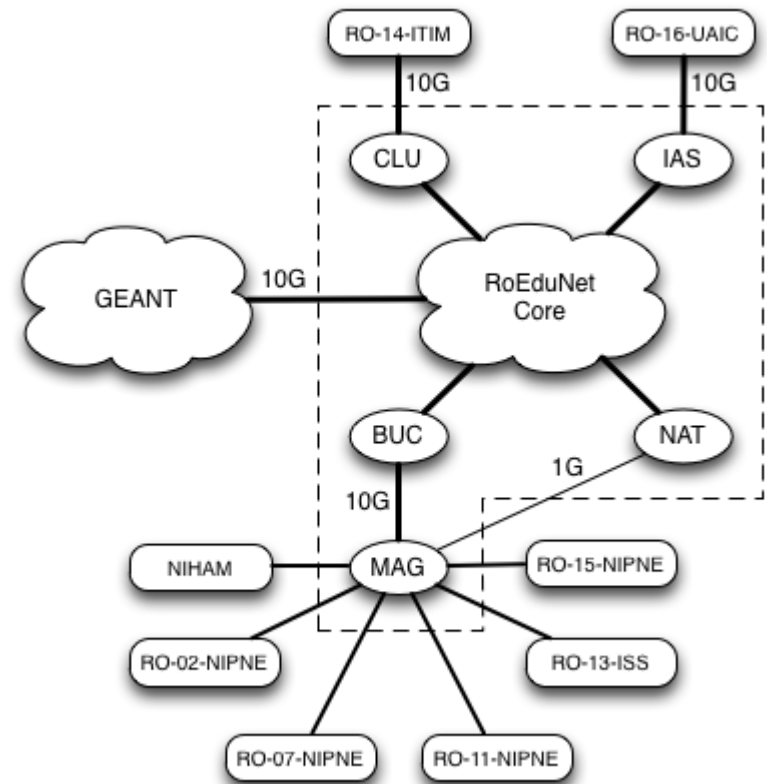 RO-14-ITIM
RO-16-UAIC
10G
10G
CLU
IAS
GEANT
10G
RoEduNet
Core
BUC
NAT
1G
10G
NIHAM
MAG
RO-15-NIPNE
RO-02-NIPNE
RO-13-ISS
RO-07-NIPNE
RO-11-NIPNE